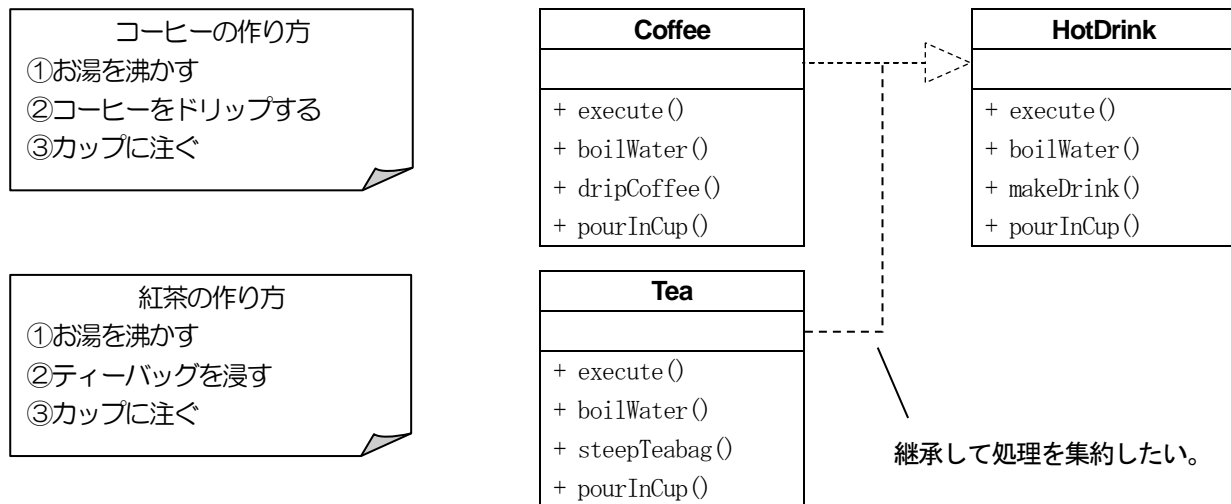 コーヒーの作り方
①お湯を沸かす
②コーヒーをドリップする
③カップに注ぐ
紅茶の作り方
①お湯を沸かす
②ティーバッグを浸す
③カップに注ぐ
Coffee
+ execute()
+ boilWater()
+ dripCoffee()
+ pourInCup()
Tea
+ execute()
+ boilWater()
+ steepTeabag()
+ pourInCup()
HotDrink
+ execute()
+ boilWater()
+ makeDrink()
+ pourInCup()
継承して処理を集約したい。